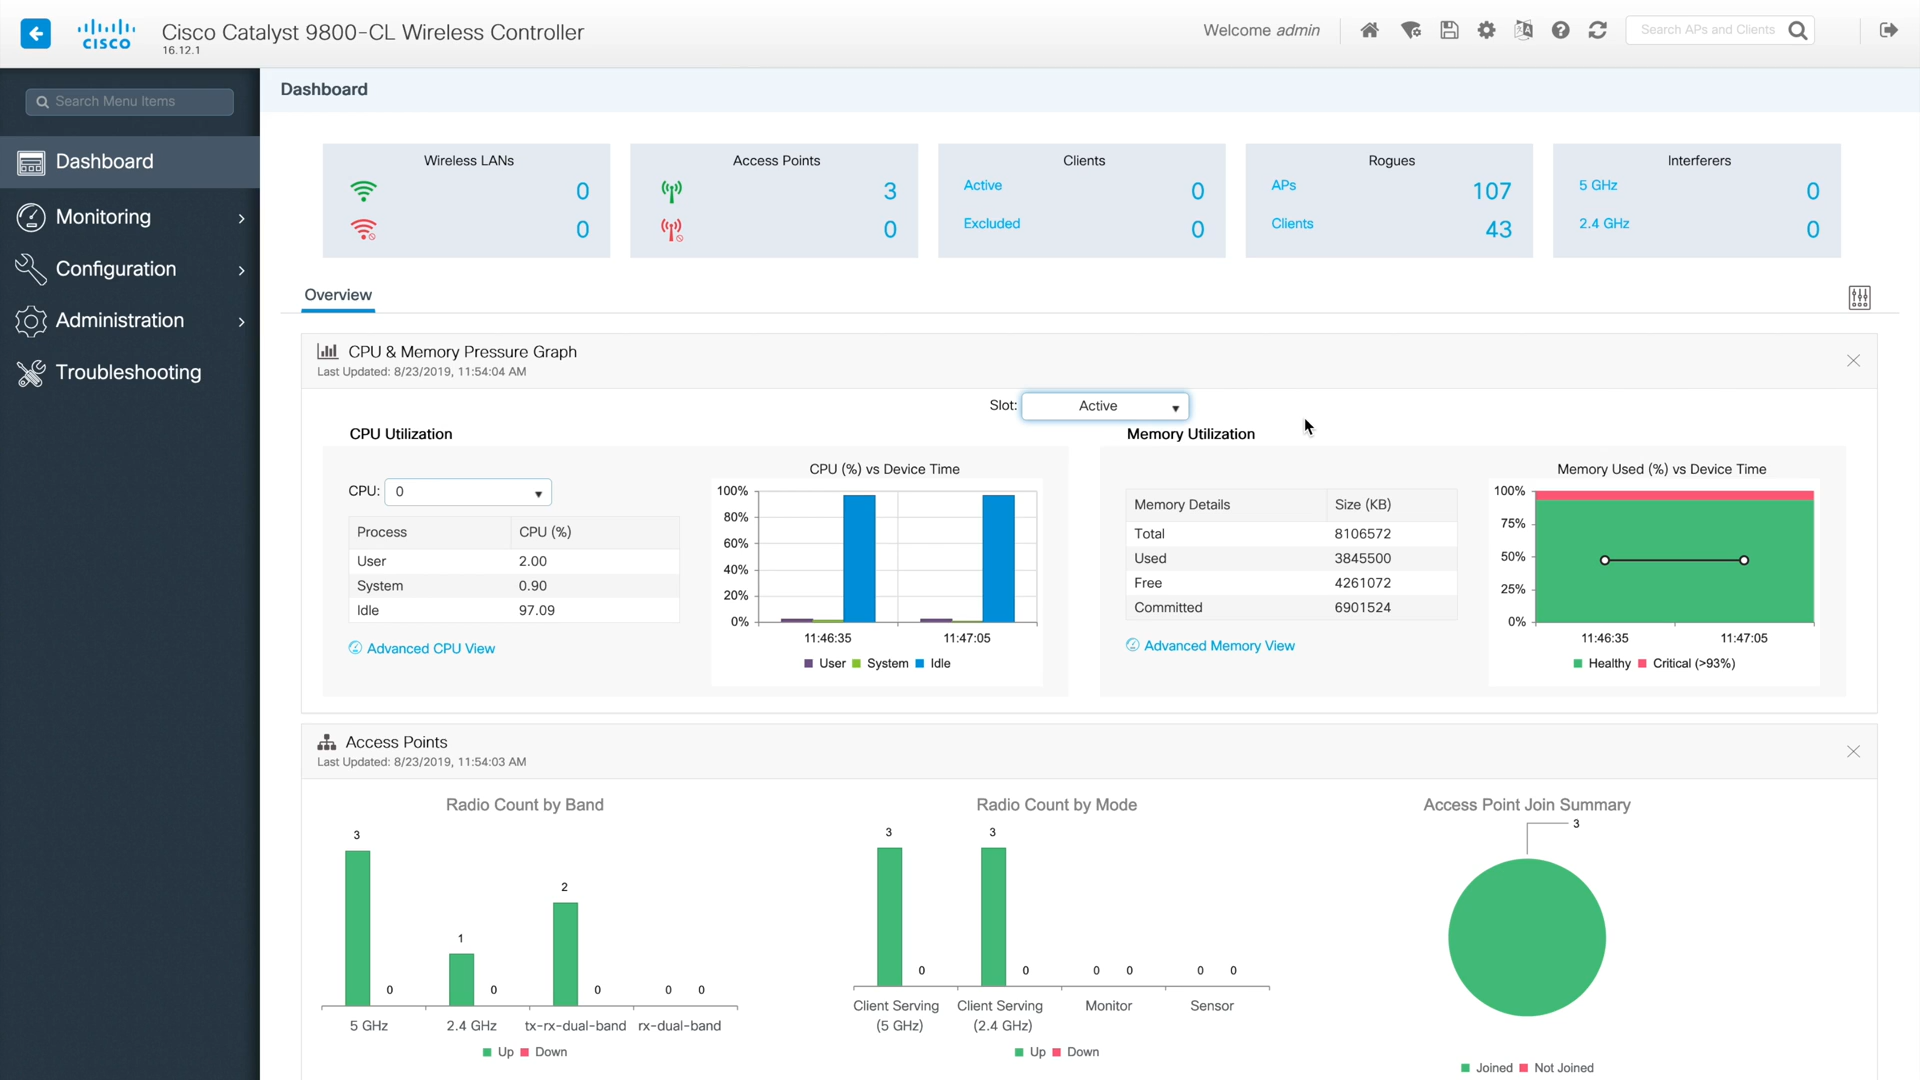 CISCO
Cisco Catalyst 9800-CL Wireless Controller
16.12.1
Welcome admin
Search APs and Clients
Search Menu Items
Dashboard
Monitoring
Configuration
Administration
Troubleshooting
Dashboard
Wireless LANs
0
0
Access Points
3
0
Clients
Active 0
Excluded 0
Rogues
APs 107
Clients 43
Interferers
5 GHz 0
2.4 GHz 0
Overview
CPU & Memory Pressure Graph
Last Updated: 8/23/2019, 11:54:04 AM
Slot: Active
CPU Utilization
CPU: 0
Process CPU (%)
User 2.00
System 0.90
Idle 97.09
Advanced CPU View
CPU (%) vs Device Time
100%
80%
60%
40%
20%
0%
11:46:35 11:47:05
User System Idle
Memory Utilization
Memory Details Size (KB)
Total 8106572
Used 3845500
Free 4261072
Committed 6901524
Advanced Memory View
Memory Used (%) vs Device Time
100%
75%
50%
25%
0%
11:46:35 11:47:05
Healthy Critical (>93%)
Access Points
Last Updated: 8/23/2019, 11:54:03 AM
Radio Count by Band
3 0 1 0 2 0 0 0
5 GHz 2.4 GHz tx-rx-dual-band rx-dual-band
Up Down
Radio Count by Mode
3 0 3 0 0 0 0 0
Client Serving (5 GHz) Client Serving (2.4 GHz) Monitor Sensor
Up Down
Access Point Join Summary
3
Joined Not Joined